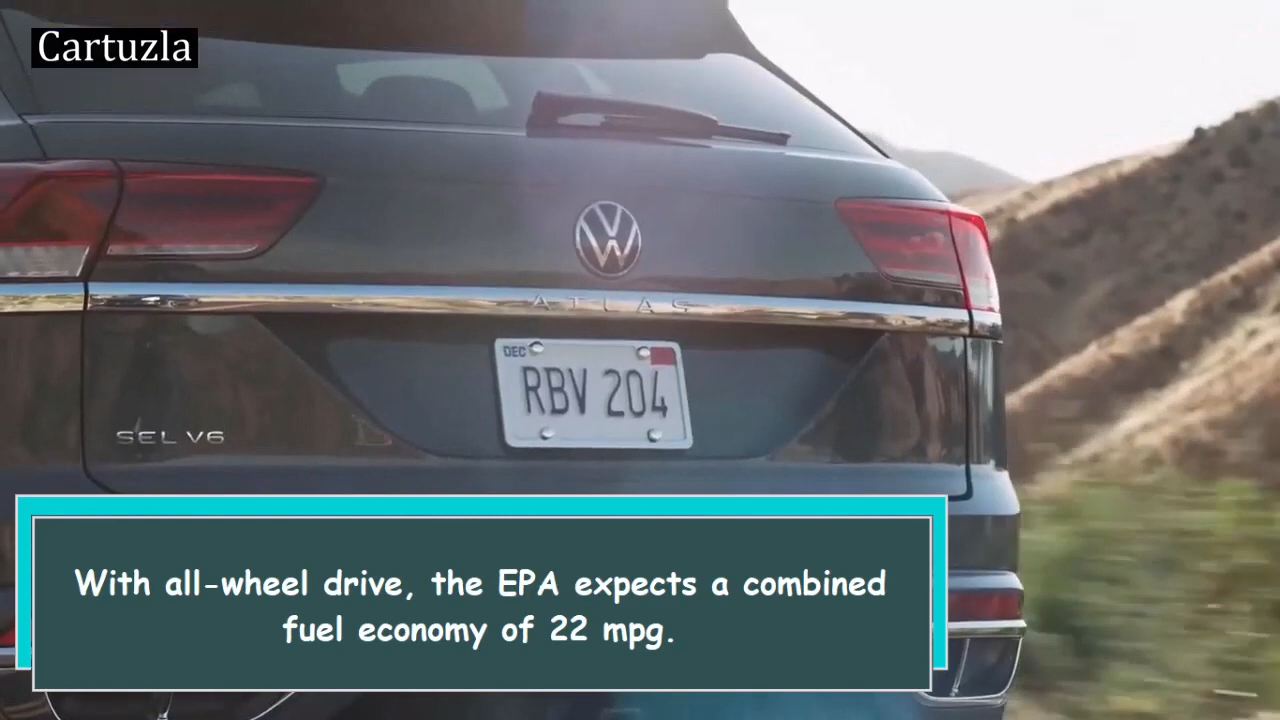 Cartuzla
ATLAS
DEC
RBV 204
SEL V6
With all-wheel drive, the EPA expects a combined
fuel economy of 22 mpg.